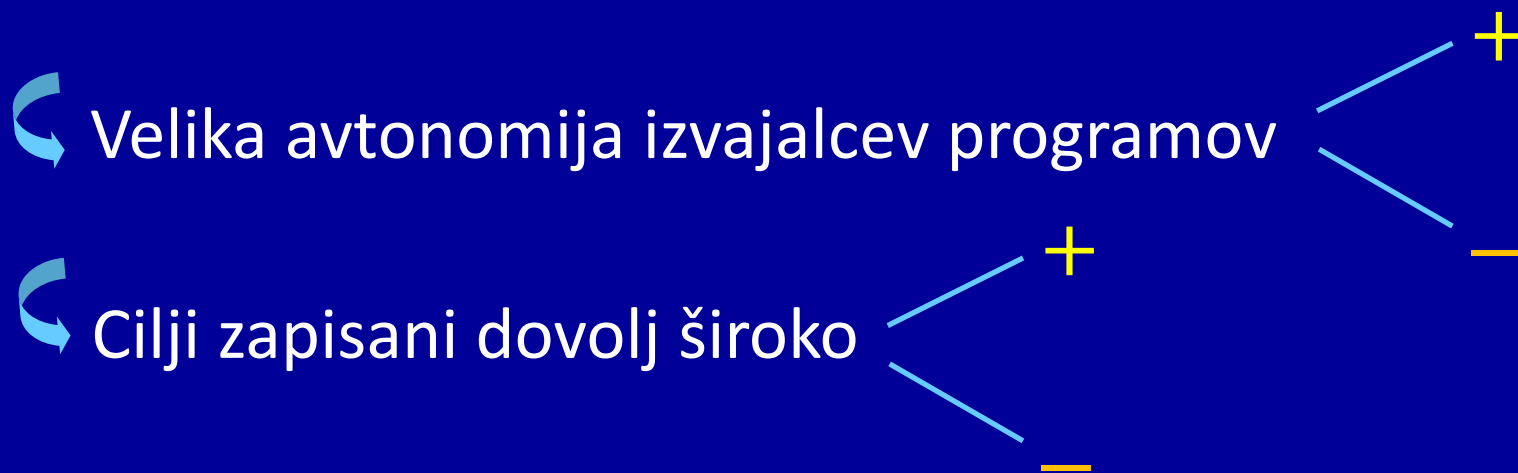 +
Velika avtonomija izvajalcev programov
–
+
Cilji zapisani dovolj široko
–